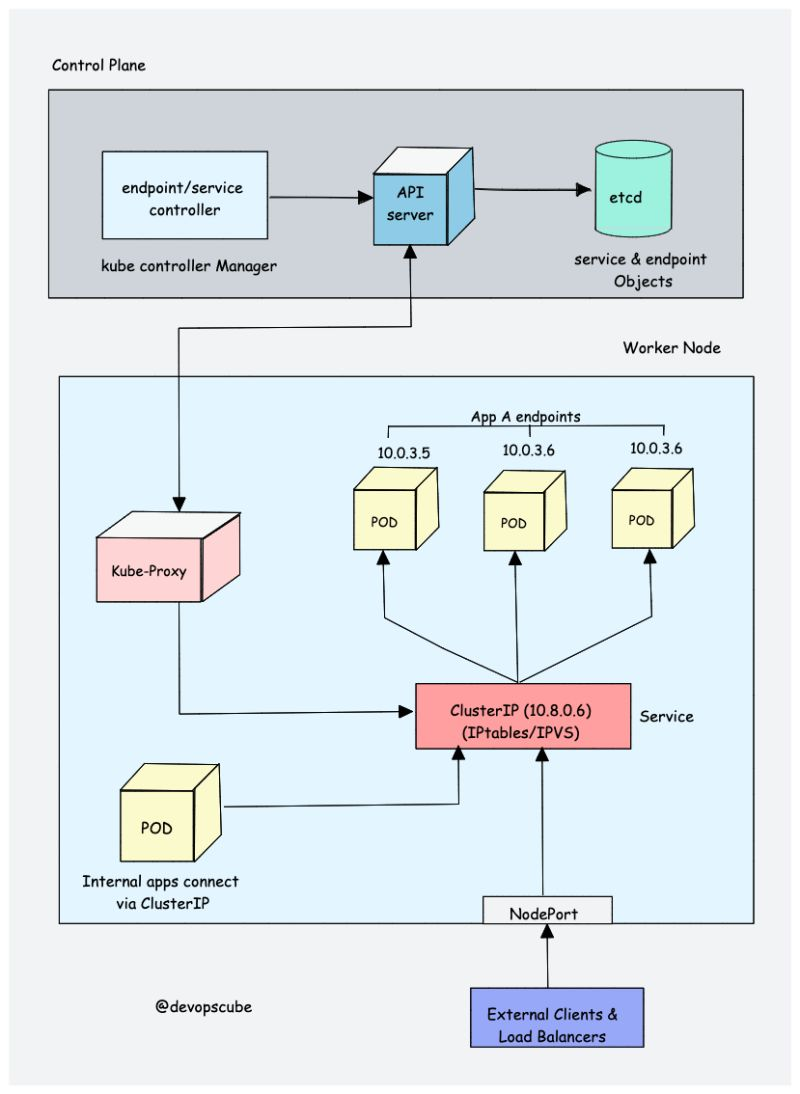 Control Plane
endpoint/service
controller
API
server
etcd
kube controller Manager
service & endpoint
Objects
Worker Node
App A endpoints
10.0.3.5
10.0.3.6
10.0.3.6
POD
POD
POD
Kube-Proxy
ClusterIP (10.8.0.6)
(IPtables/IPVS)
Service
POD
Internal apps connect
via ClusterIP
NodePort
@devopscube
External Clients &
Load Balancers